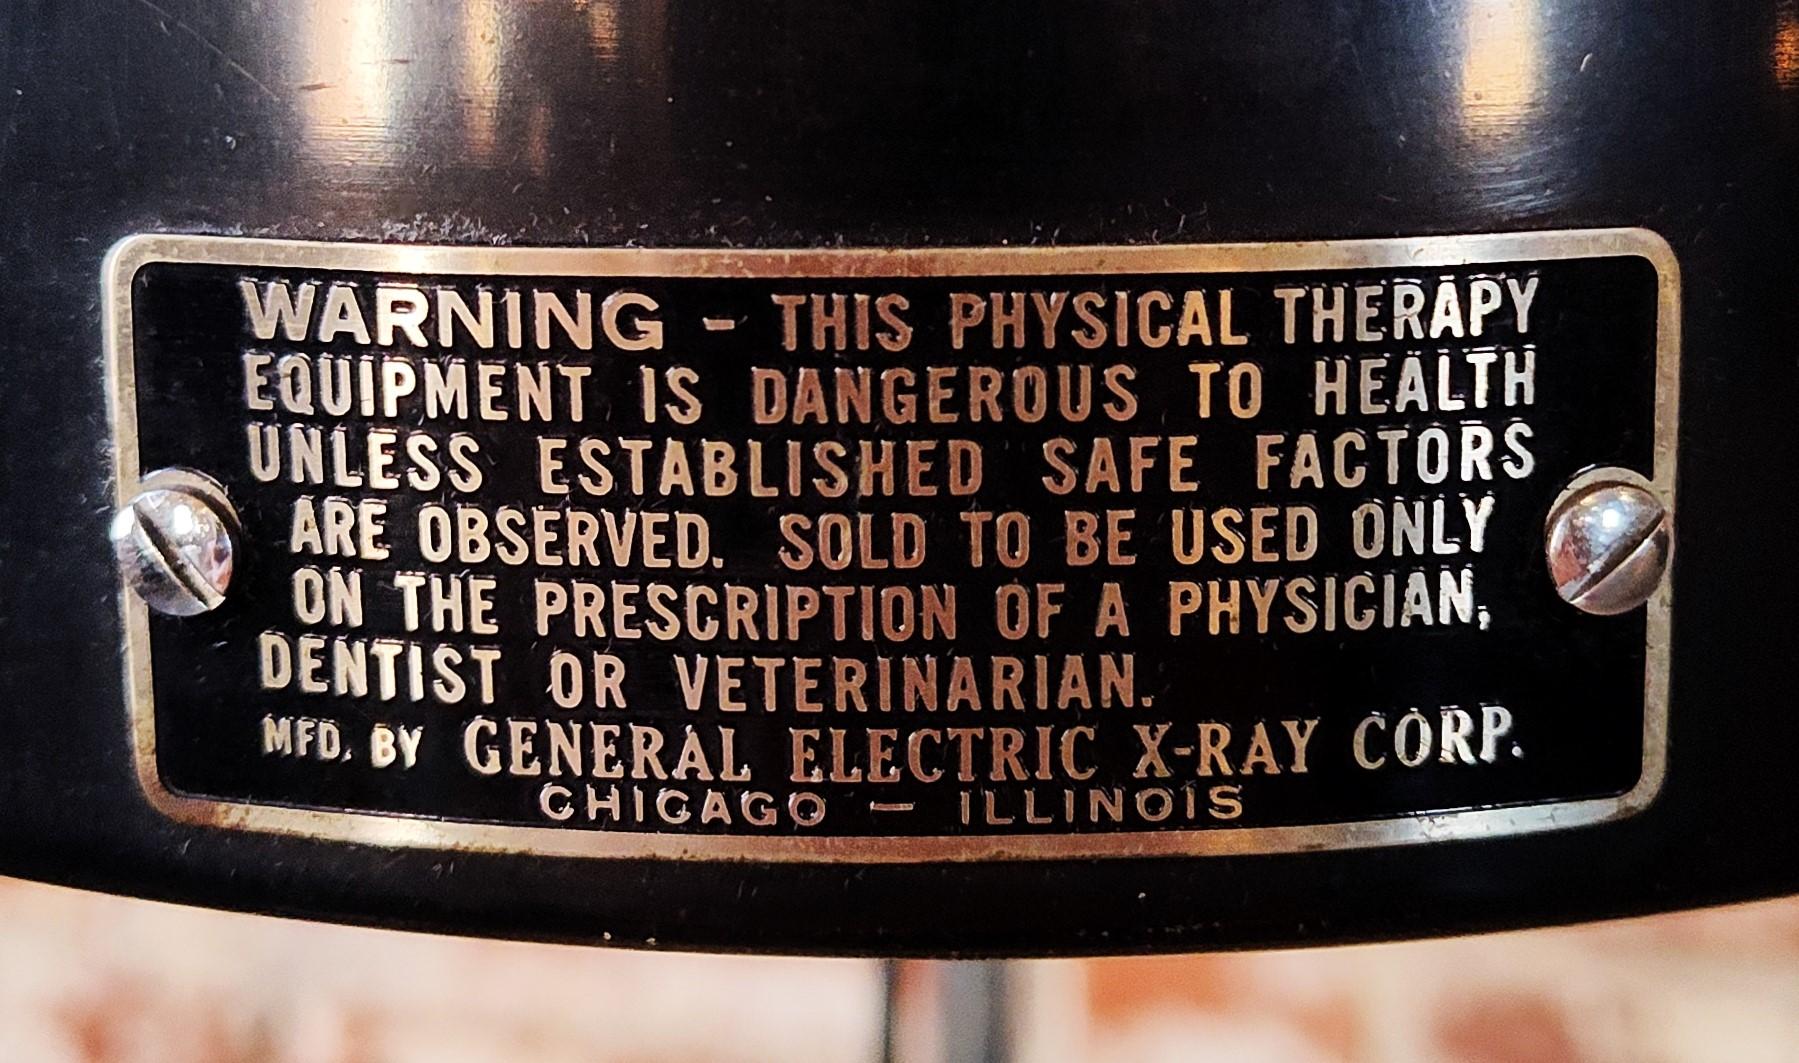 WARNING - THIS PHYSICAL THERAPY
EQUIPMENT IS DANGEROUS TO HEALTH
UNLESS ESTABLISHED SAFE FACTORS
ARE OBSERVED. SOLD TO BE USED ONLY
ON THE PRESCRIPTION OF A PHYSICIAN,
DENTIST OR VETERINARIAN.
MFD. BY GENERAL ELECTRIC X-RAY CORP.
CHICAGO — ILLINOIS